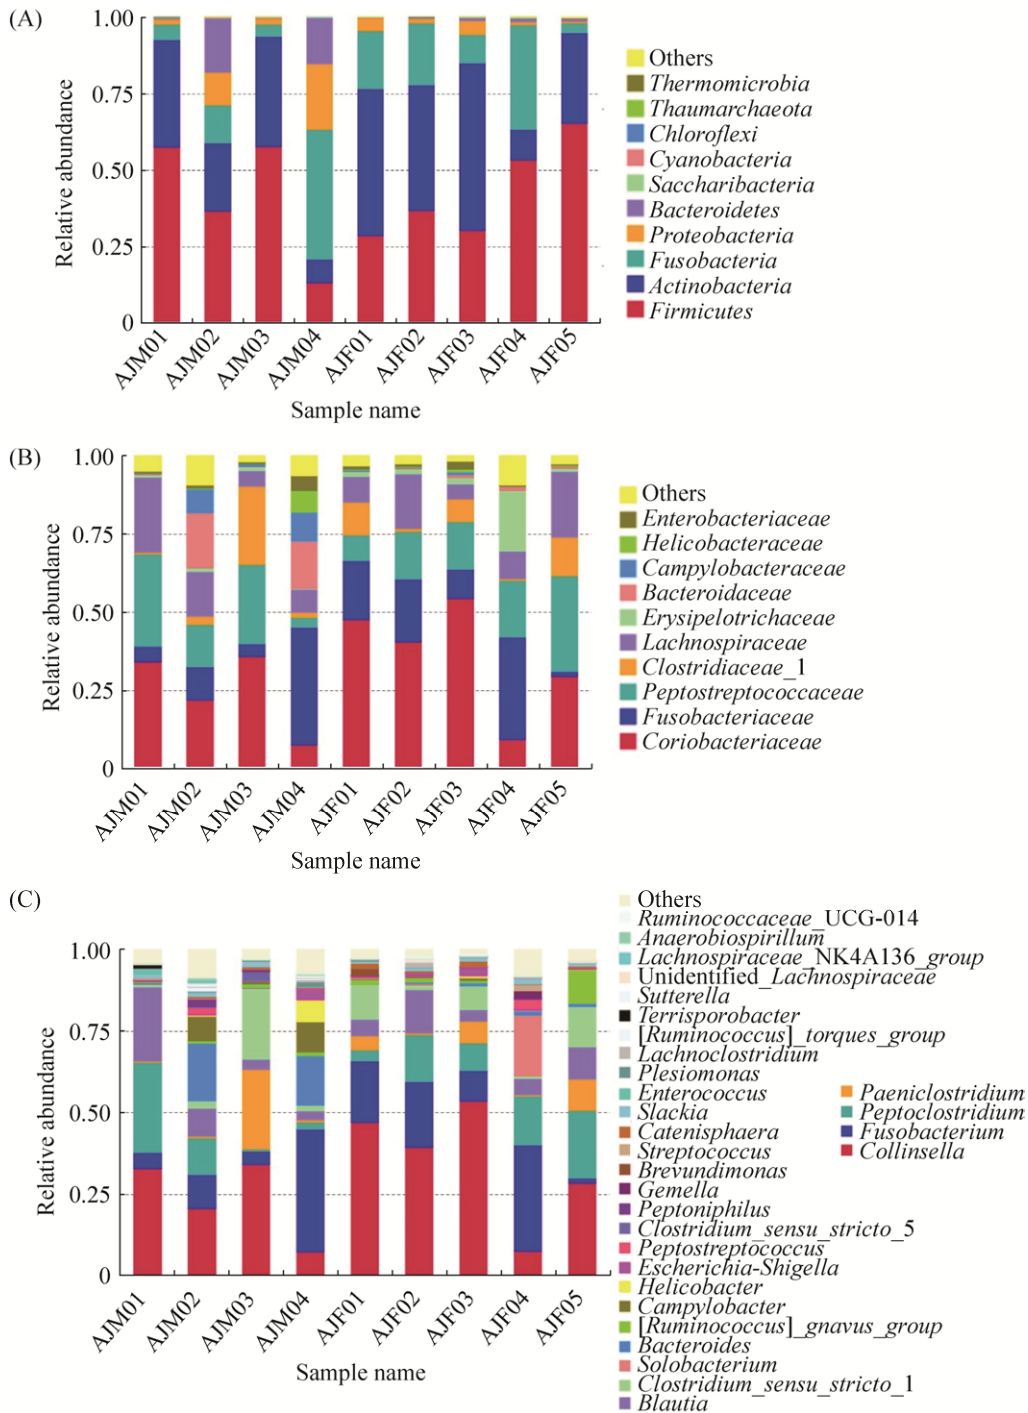 (A)
1.00
0.75
0.50
0.25
0
Relative abundance
AJM01 AJM02 AJM03 AJM04 AJF01 AJF02 AJF03 AJF04 AJF05
Sample name
Others
Thermomicrobia
Thaumarchaeota
Chloroflexi
Cyanobacteria
Saccharibacteria
Bacteroidetes
Proteobacteria
Fusobacteria
Actinobacteria
Firmicutes
(B)
1.00
0.75
0.50
0.25
0
Relative abundance
AJM01 AJM02 AJM03 AJM04 AJF01 AJF02 AJF03 AJF04 AJF05
Sample name
Others
Enterobacteriaceae
Helicobacteraceae
Campylobacteraceae
Bacteroidaceae
Erysipelotrichaceae
Lachnospiraceae
Clostridiaceae_1
Peptostreptococcaceae
Fusobacteriaceae
Coriobacteriaceae
(C)
1.00
0.75
0.50
0.25
0
Relative abundance
AJM01 AJM02 AJM03 AJM04 AJF01 AJF02 AJF03 AJF04 AJF05
Sample name
Others
Ruminococcaceae_UCG-014
Anaerobiospirillum
Lachnospiraceae_NK4A136_group
Unidentified_Lachnospiraceae
Sutterella
Terrisporobacter
[Ruminococcus]_torques_group
Lachnoclostridium
Plesiomonas
Enterococcus
Slackia
Catenisphaera
Streptococcus
Brevundimonas
Gemella
Peptoniphilus
Clostridium_sensu_stricto_5
Peptostreptococcus
Escherichia-Shigella
Helicobacter
Campylobacter
[Ruminococcus]_gnavus_group
Bacteroides
Solobacterium
Clostridium_sensu_stricto_1
Blautia
Paeniclostridium
Peptoclostridium
Fusobacterium
Collinsella